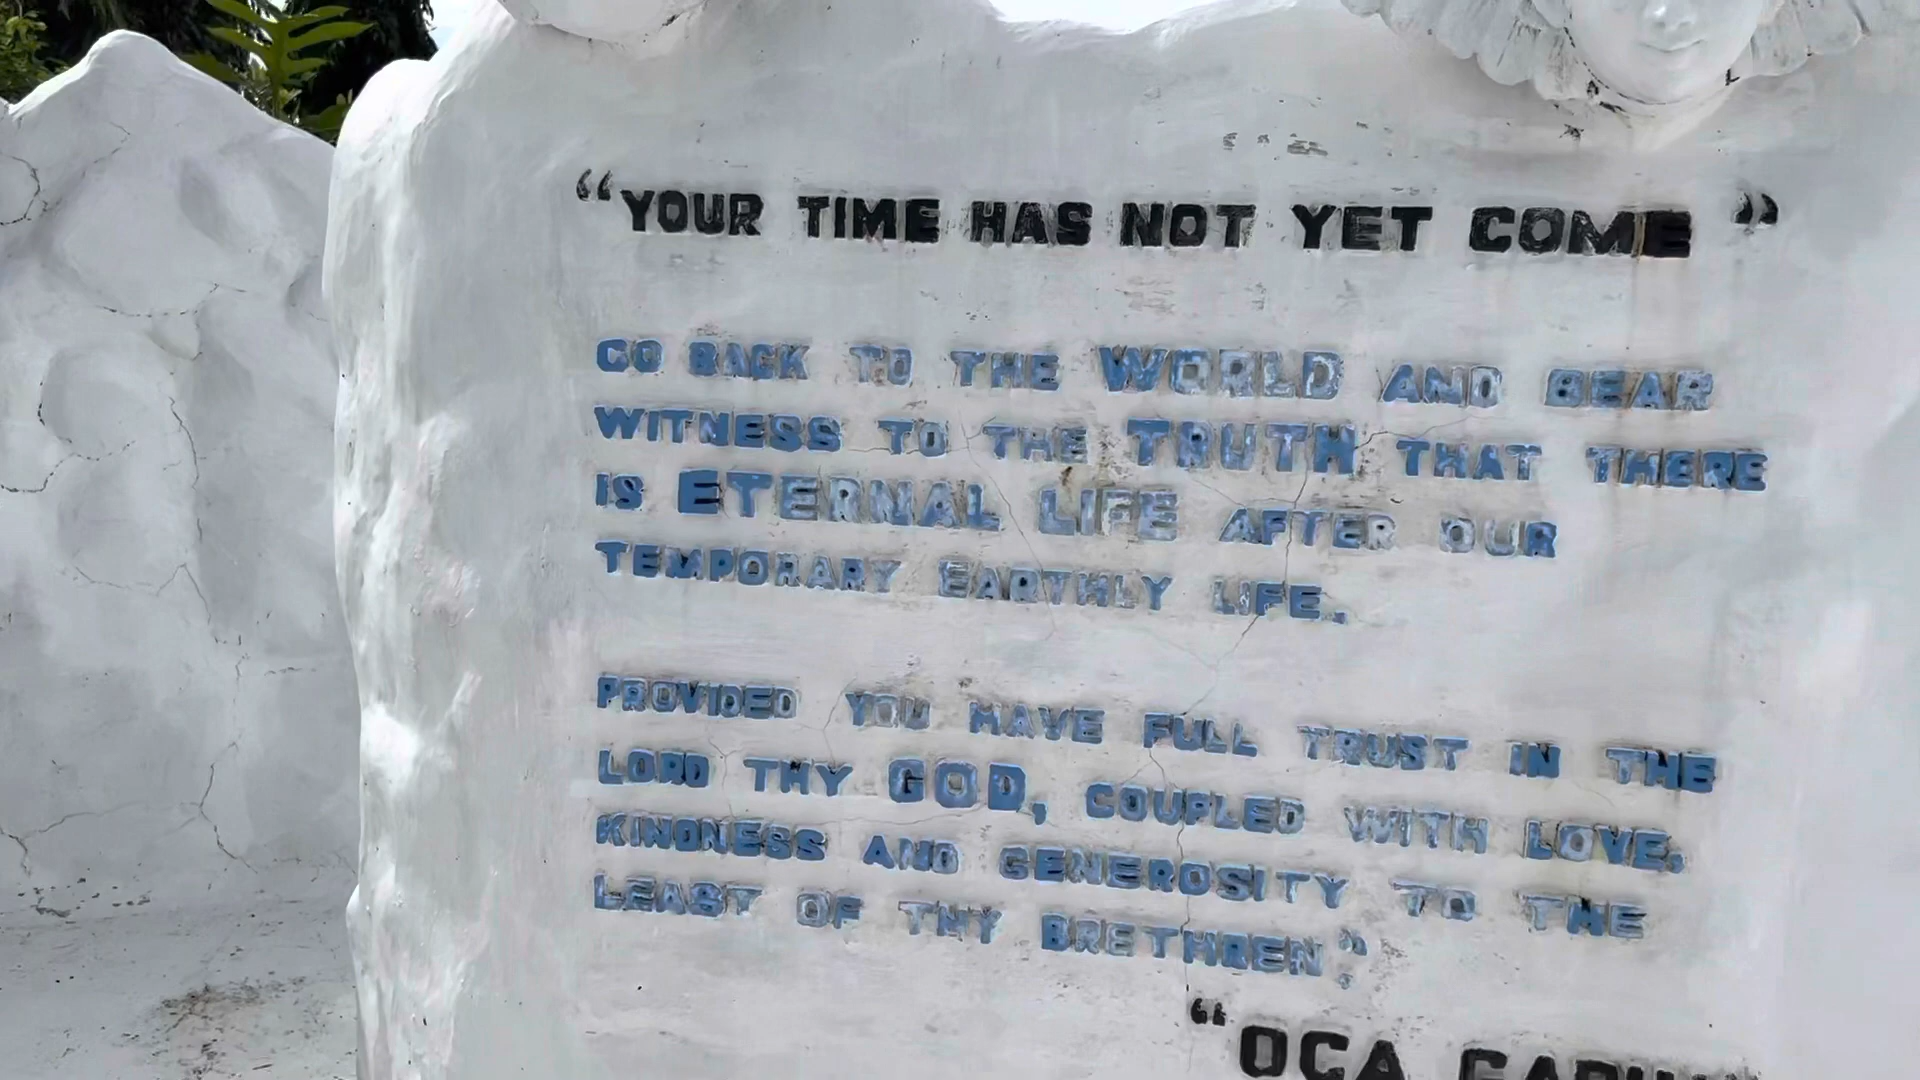 “YOUR TIME HAS NOT YET COME”
GO BACK TO THE WORLD AND BEAR
WITNESS TO THE TRUTH THAT THERE
IS ETERNAL LIFE AFTER OUR
TEMPORARY EARTHLY LIFE.
PROVIDED YOU HAVE FULL TRUST IN THE
LORD THY GOD, COUPLED WITH LOVE,
KINDNESS AND GENEROSITY TO THE
LEAST OF THY BRETHREN”.
“OCA